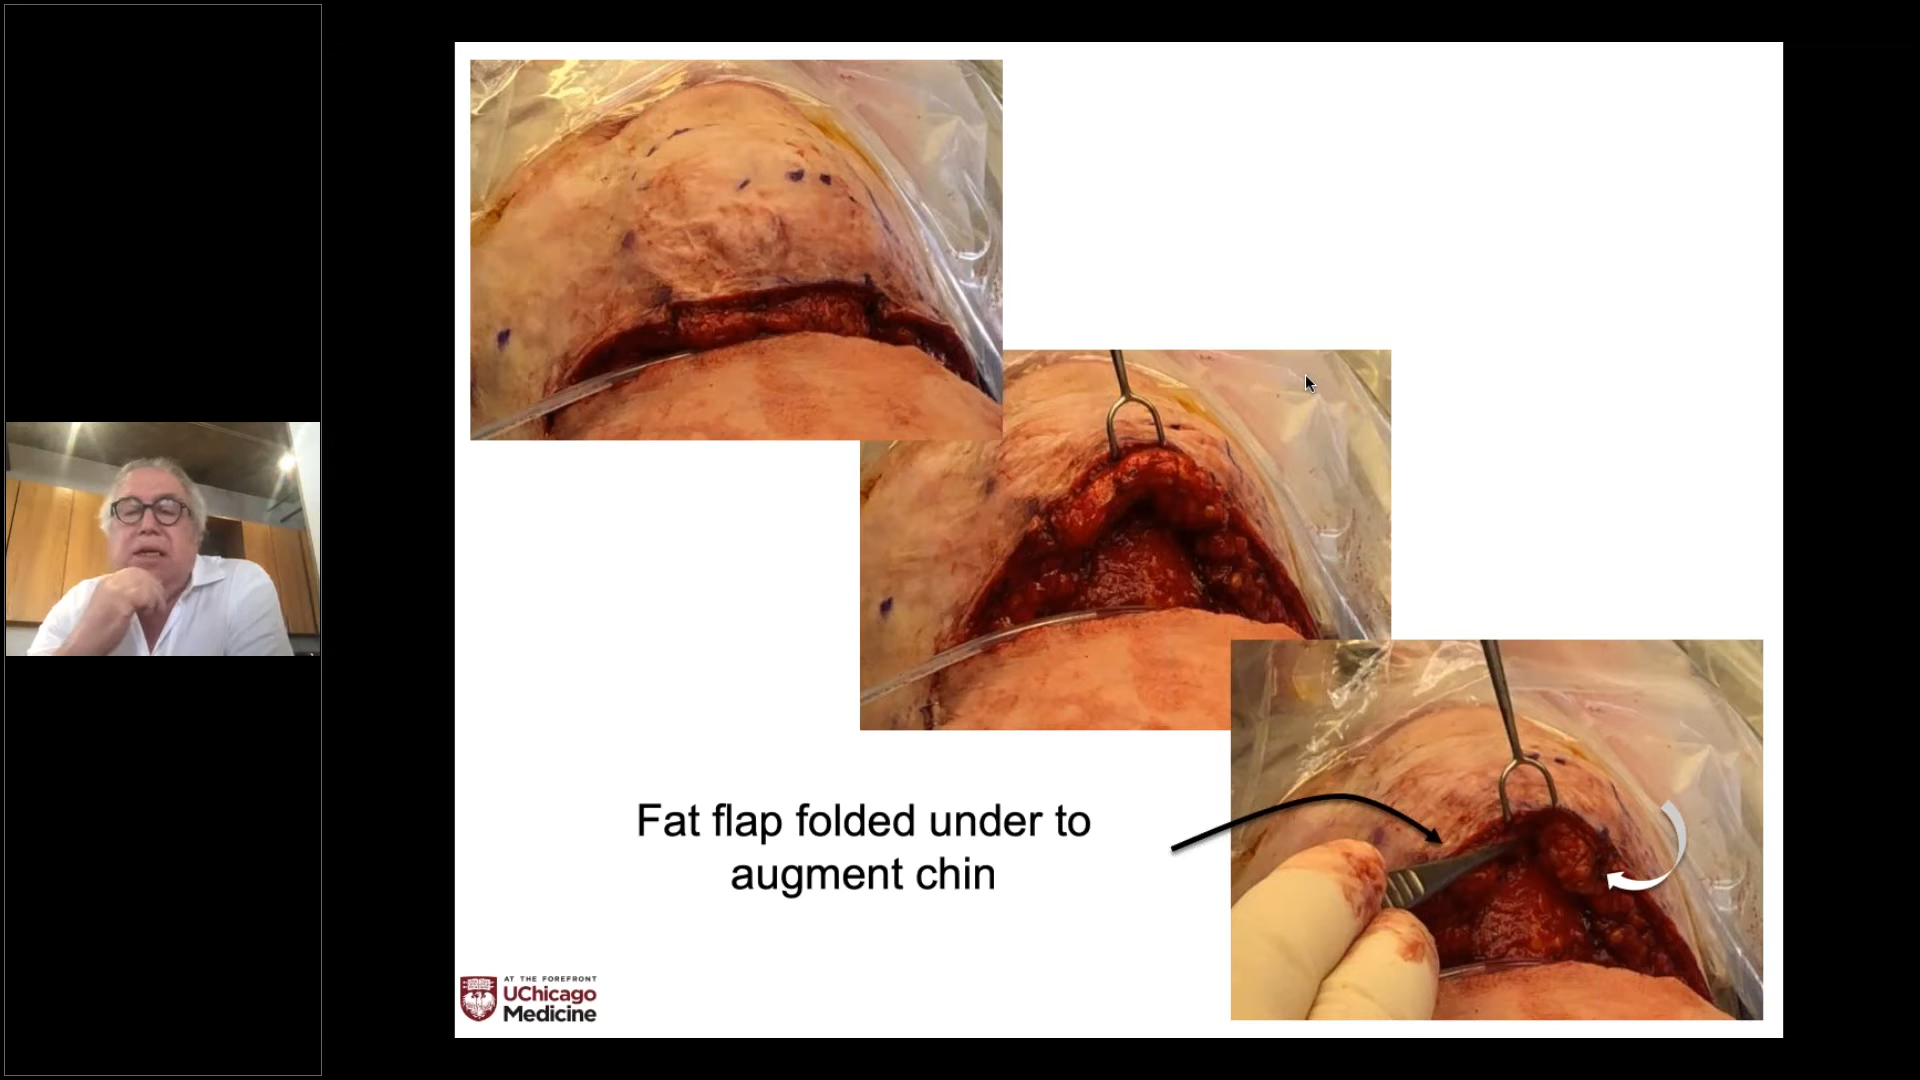 Fat flap folded under to
augment chin
AT THE FOREFRONT
UChicago
Medicine